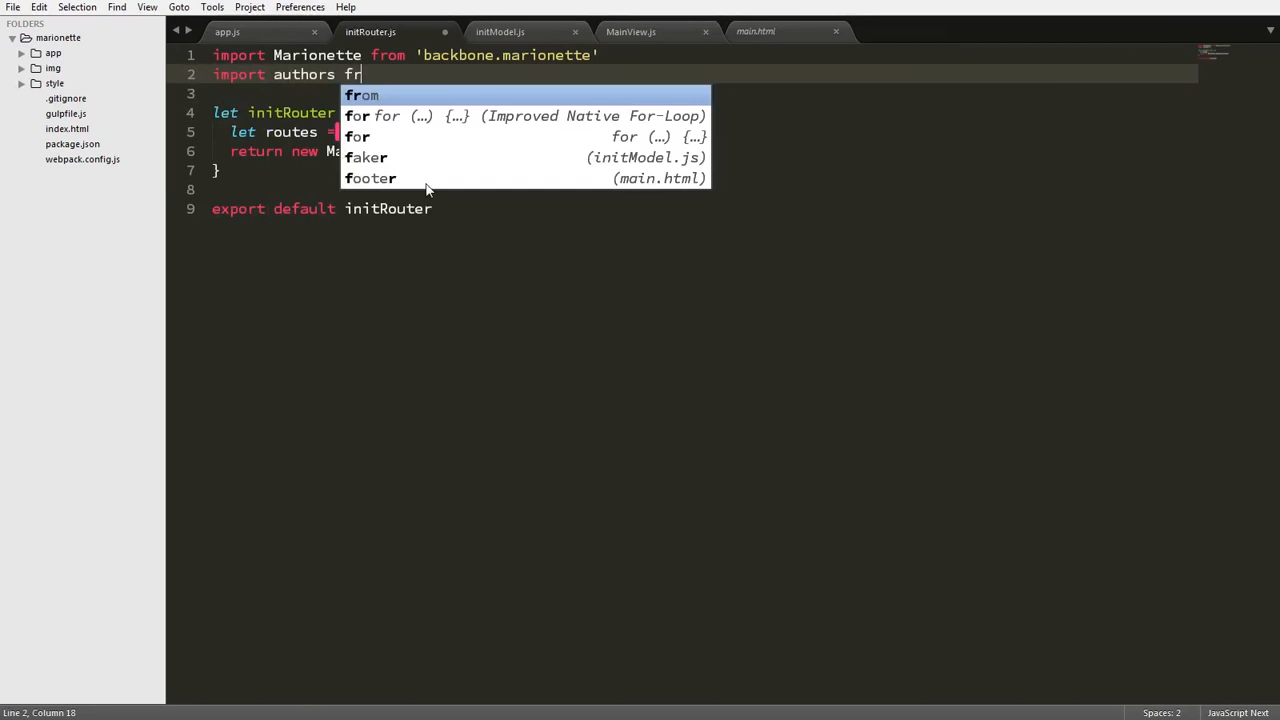 File Edit Selection Find View Goto Tools Project Preferences Help
FOLDERS
marionette
app
img
style
.gitignore
gulpfile.js
index.html
package.json
webpack.config.js
app.js × initRouter.js initModel.js × MainView.js × main.html ×
1 import Marionette from 'backbone.marionette'
2 import authors fr
from
for for (…) {…} (Improved Native For-Loop)
for for (…) {…}
faker (initModel.js)
footer (main.html)
3
4 let initRouter
5 let routes =
6 return new Ma
7 }
8
9 export default initRouter
Line 2, Column 18 Spaces: 2 JavaScript Next